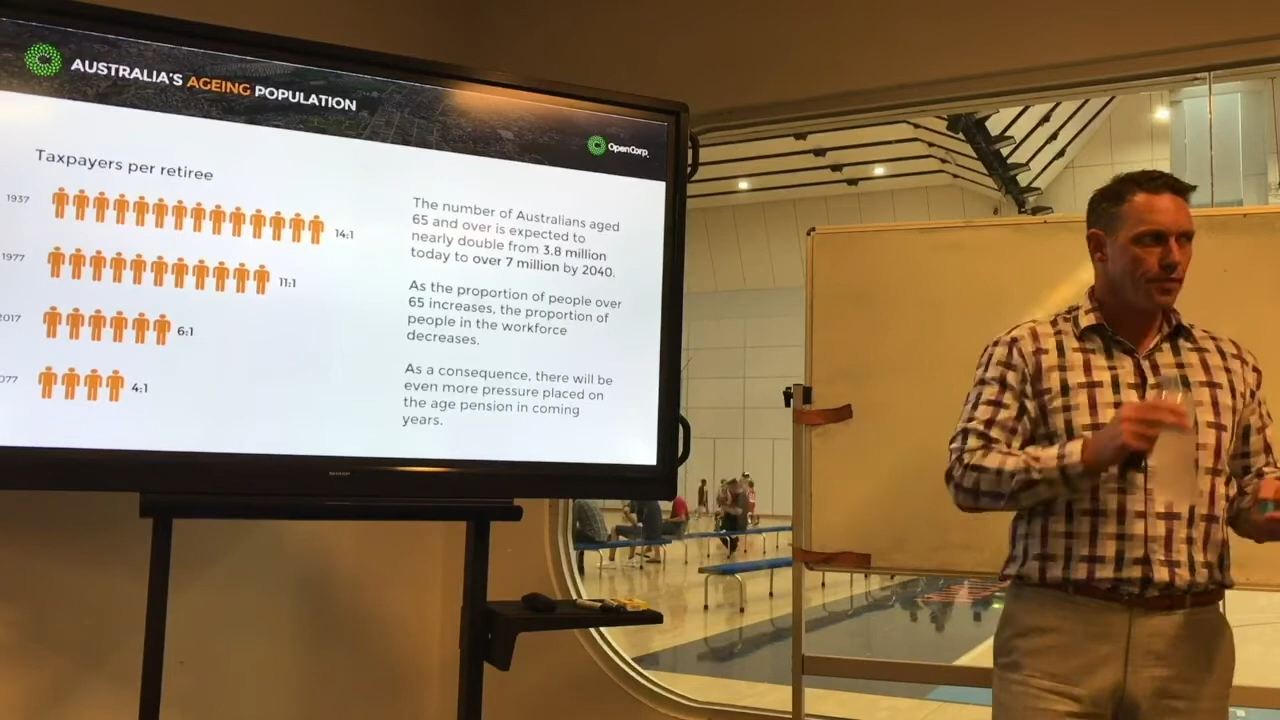 AUSTRALIA'S AGEING POPULATION
OpenCorp.
Taxpayers per retiree
1937
14:1
1977
11:1
2017
6:1
077
4:1
The number of Australians aged
65 and over is expected to
nearly double from 3.8 million
today to over 7 million by 2040.
As the proportion of people over
65 increases, the proportion of
people in the workforce
decreases.
As a consequence, there will be
even more pressure placed on
the age pension in coming
years.
SHARP